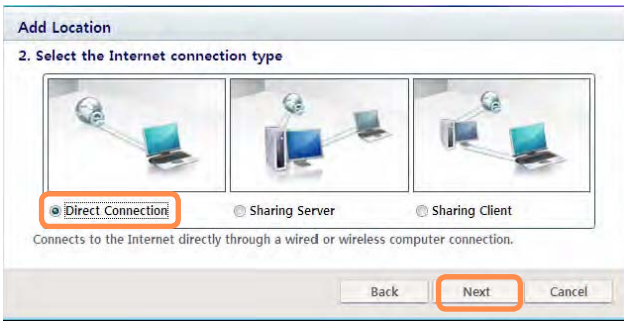 Add Location
2. Select the Internet connection type
Direct Connection Sharing Server Sharing Client
Connects to the Internet directly through a wired or wireless computer connection.
Back Next Cancel